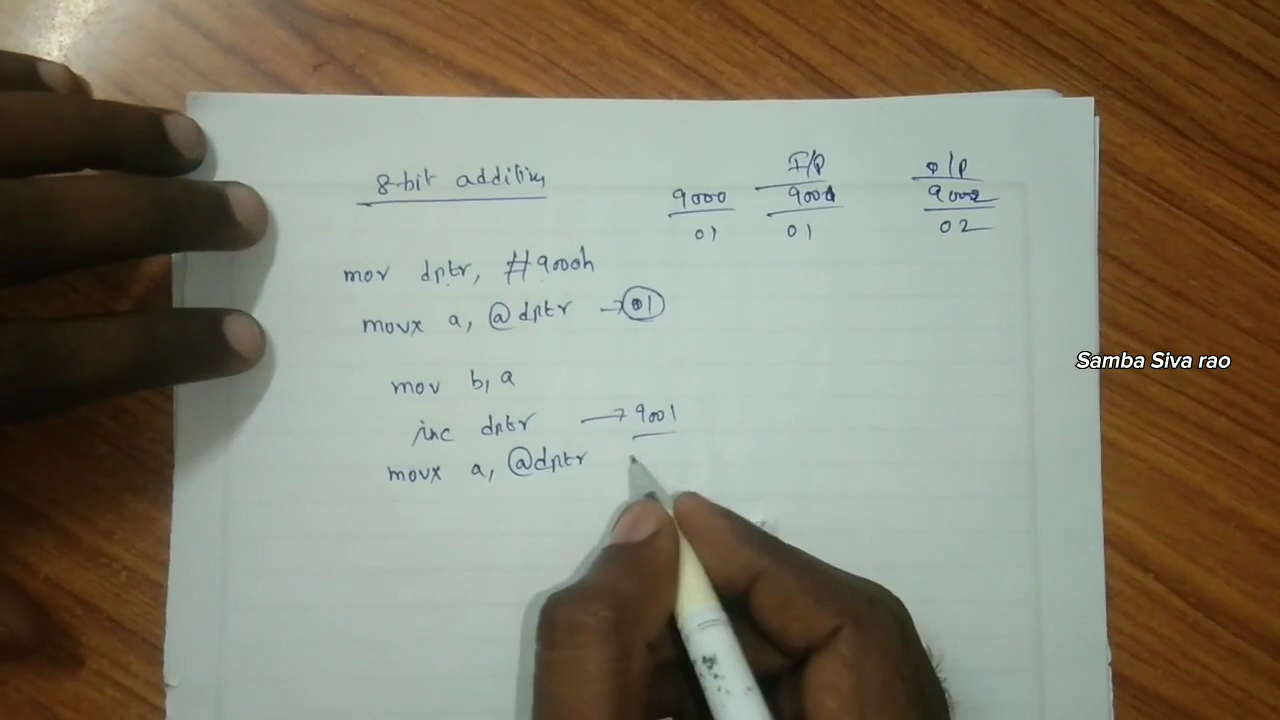 8-bit addition
I/P
O/P
9000 9001 9002
01 01 02
mov dptr, #9000h
movx a, @dptr → 01
mov b, a
inc dptr → 9001
movx a, @dptr
Samba Siva rao